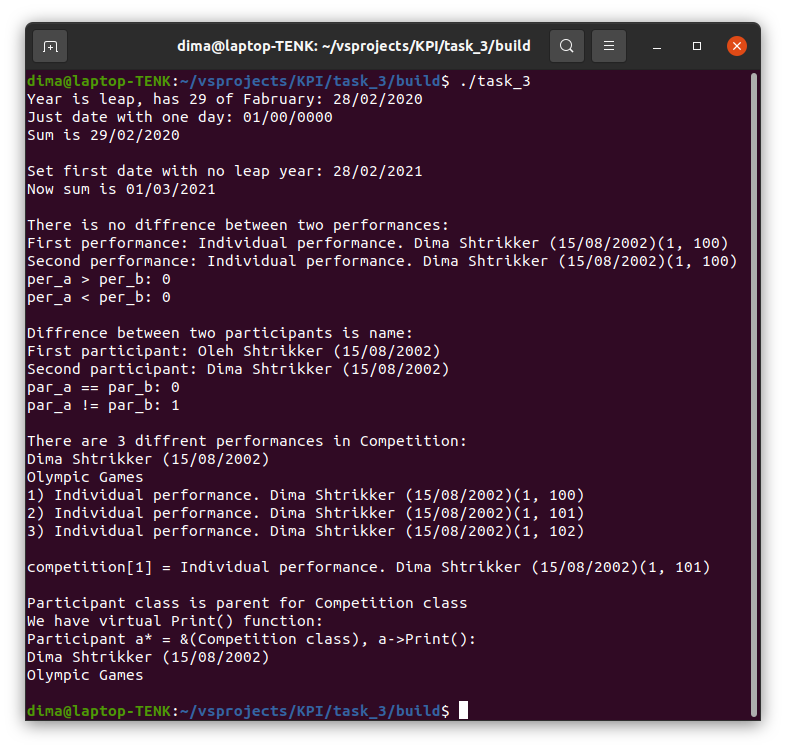 dima@laptop-TENK: ~/vsprojects/KPI/task_3/build
dima@laptop-TENK:~/vsprojects/KPI/task_3/build$ ./task_3
Year is leap, has 29 of Fabruary: 28/02/2020
Just date with one day: 01/00/0000
Sum is 29/02/2020
Set first date with no leap year: 28/02/2021
Now sum is 01/03/2021
There is no diffrence between two performances:
First performance: Individual performance. Dima Shtrikker (15/08/2002)(1, 100)
Second performance: Individual performance. Dima Shtrikker (15/08/2002)(1, 100)
per_a > per_b: 0
per_a < per_b: 0
Diffrence between two participants is name:
First participant: Oleh Shtrikker (15/08/2002)
Second participant: Dima Shtrikker (15/08/2002)
par_a == par_b: 0
par_a != par_b: 1
There are 3 diffrent performances in Competition:
Dima Shtrikker (15/08/2002)
Olympic Games
1) Individual performance. Dima Shtrikker (15/08/2002)(1, 100)
2) Individual performance. Dima Shtrikker (15/08/2002)(1, 101)
3) Individual performance. Dima Shtrikker (15/08/2002)(1, 102)
competition[1] = Individual performance. Dima Shtrikker (15/08/2002)(1, 101)
Participant class is parent for Competition class
We have virtual Print() function:
Participant a* = &(Competition class), a->Print():
Dima Shtrikker (15/08/2002)
Olympic Games
dima@laptop-TENK:~/vsprojects/KPI/task_3/build$